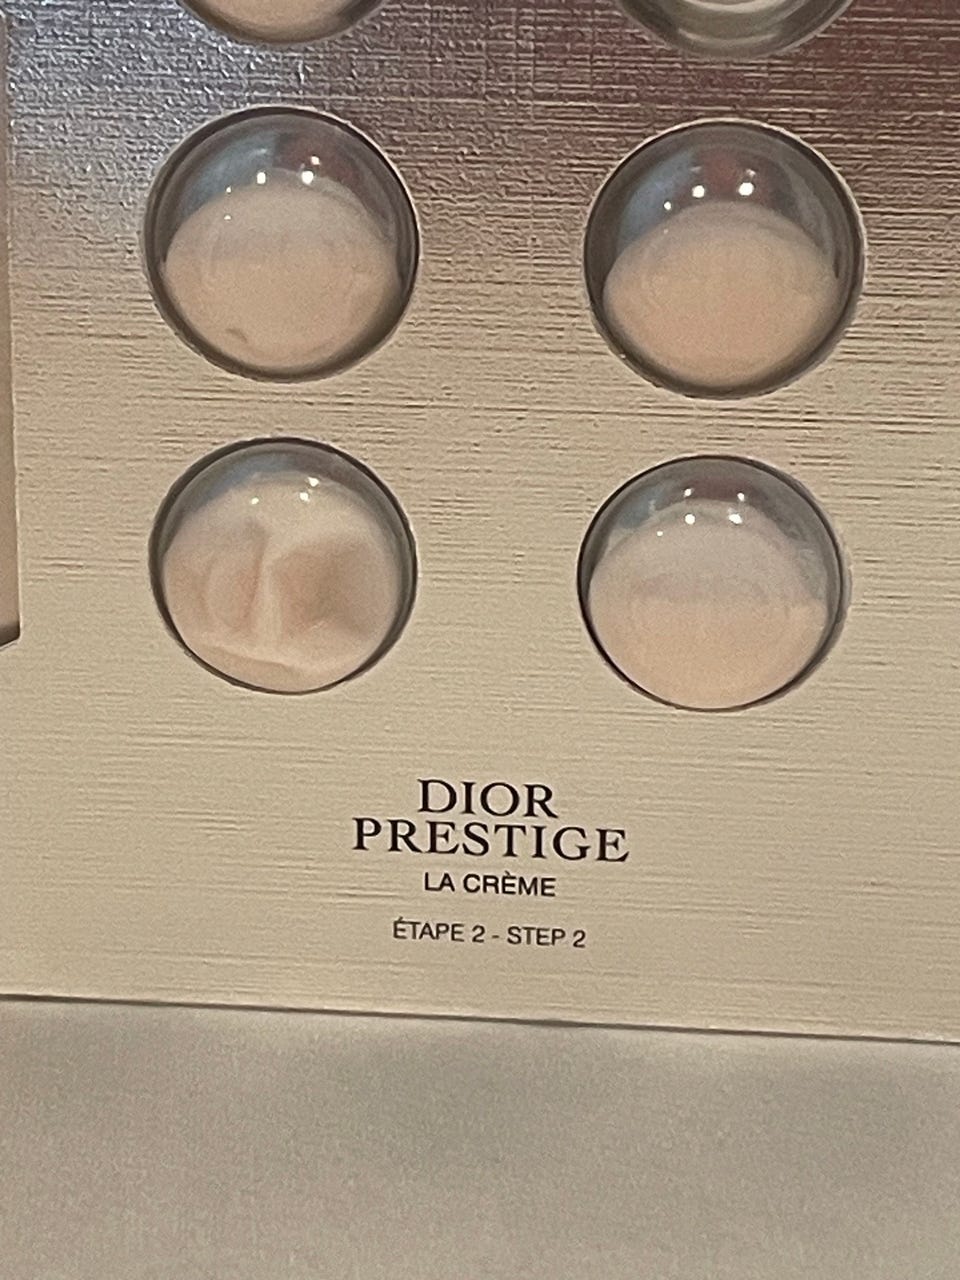 DIOR
PRESTIGE
LA CRÈME
ÉTAPE 2 - STEP 2